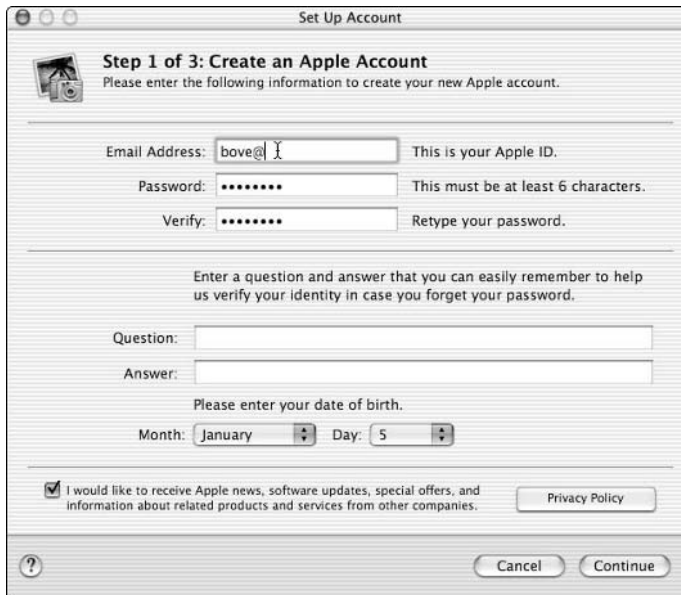 Set Up Account
Step 1 of 3: Create an Apple Account
Please enter the following information to create your new Apple account.
Email Address: bove@ This is your Apple ID.
Password: •••••••• This must be at least 6 characters.
Verify: •••••••• Retype your password.
Enter a question and answer that you can easily remember to help
us verify your identity in case you forget your password.
Question:
Answer:
Please enter your date of birth.
Month: January Day: 5
I would like to receive Apple news, software updates, special offers, and
information about related products and services from other companies.
Privacy Policy
? Cancel Continue